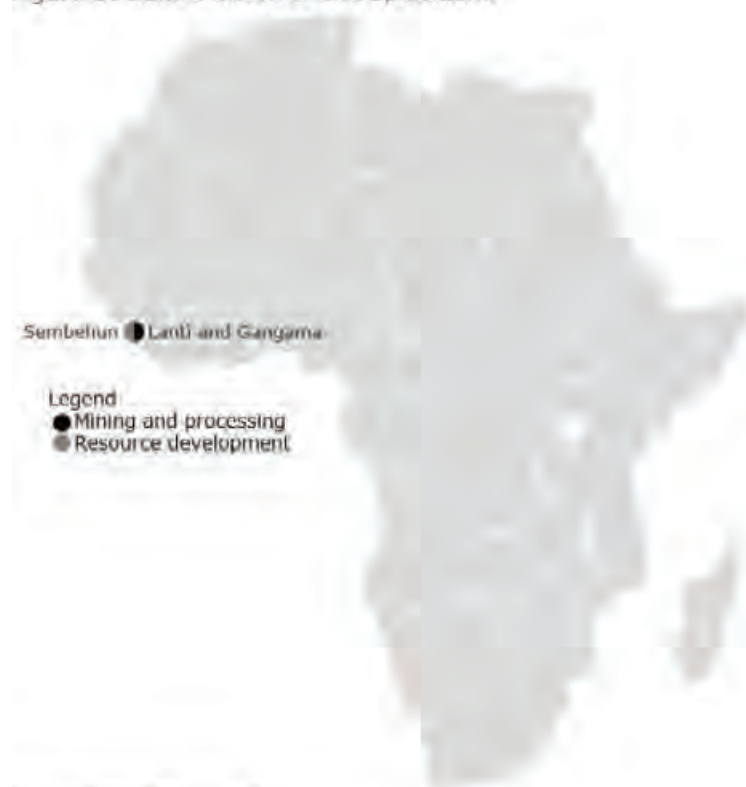 Sembehun Lanti and Gangama
Legend
Mining and processing
Resource development